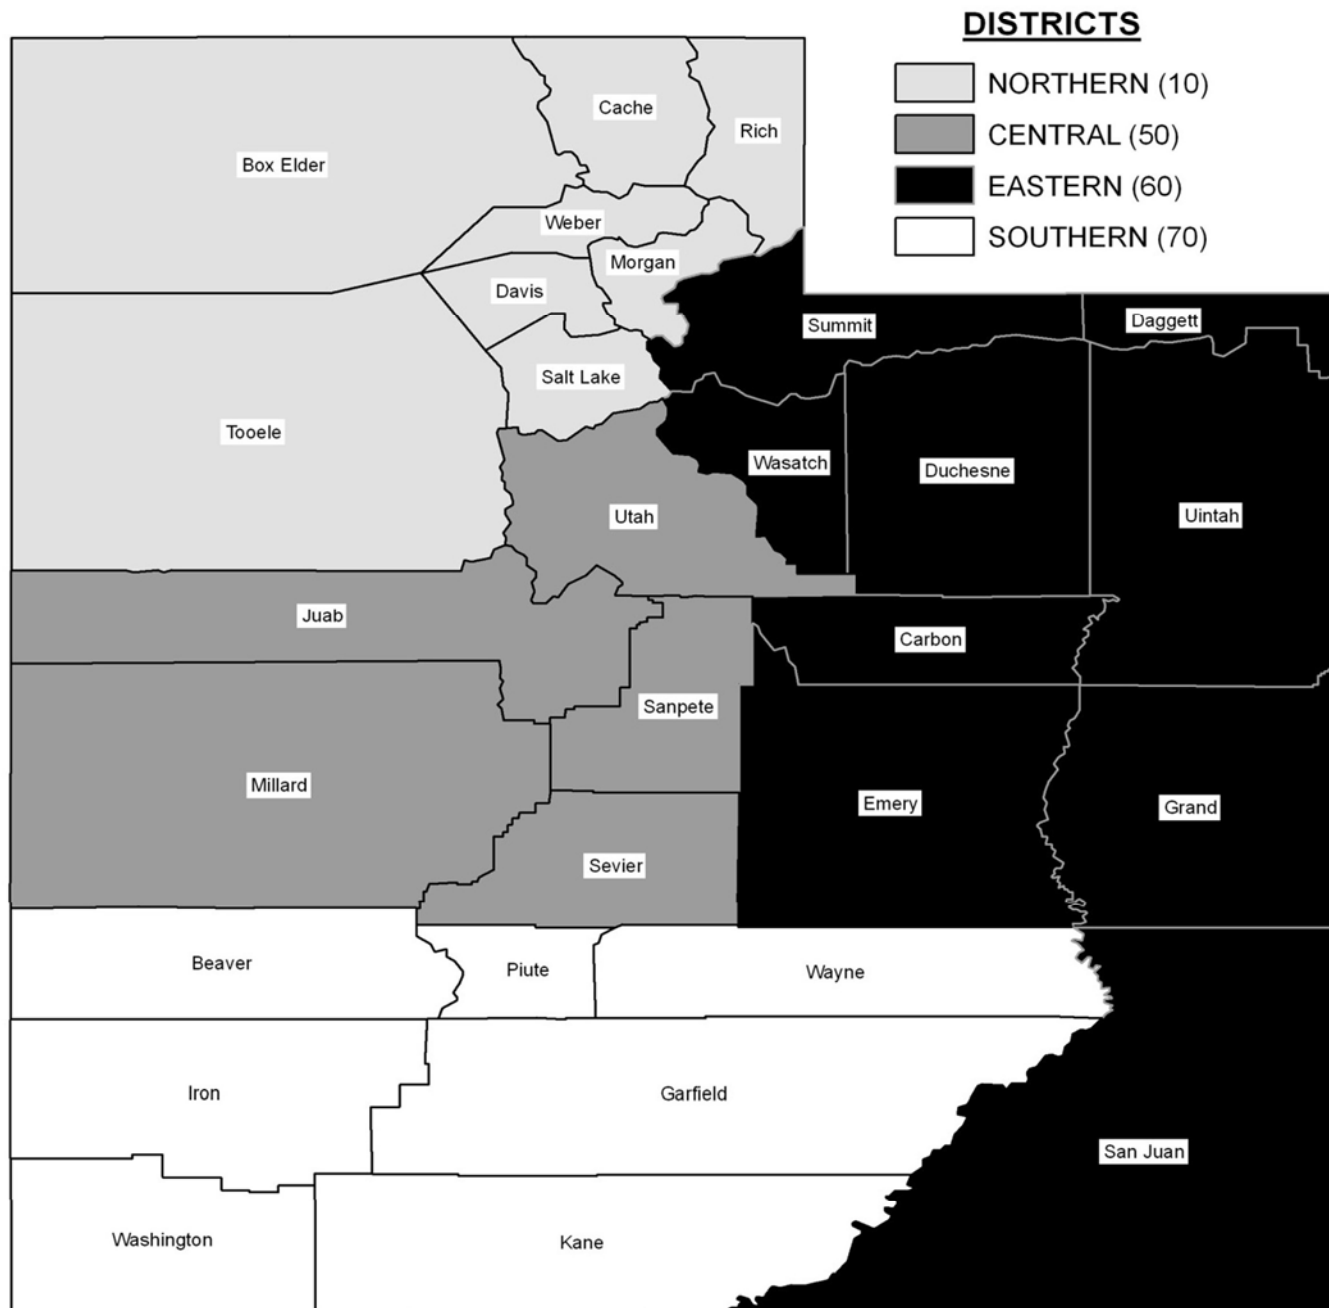 DISTRICTS
NORTHERN (10)
CENTRAL (50)
EASTERN (60)
SOUTHERN (70)
Cache
Rich
Box Elder
Weber
Morgan
Davis
Summit
Daggett
Salt Lake
Tooele
Wasatch
Duchesne
Utah
Uintah
Juab
Carbon
Sanpete
Millard
Emery
Grand
Sevier
Beaver
Piute
Wayne
Iron
Garfield
San Juan
Washington
Kane